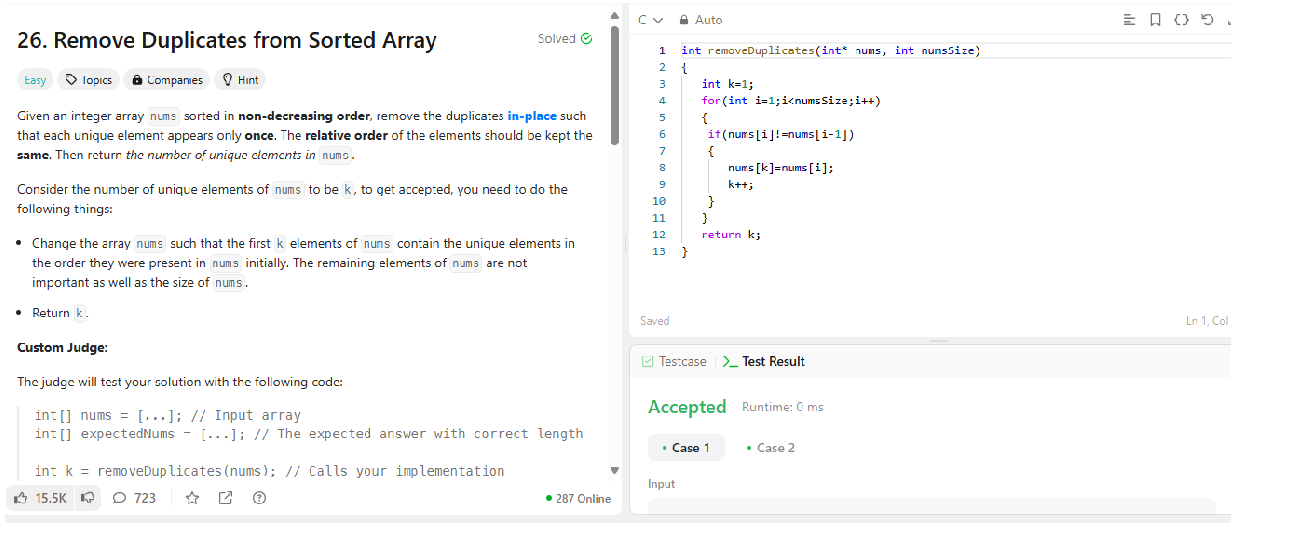 26. Remove Duplicates from Sorted Array
Solved
Easy Topics Companies Hint
Given an integer array nums sorted in non-decreasing order, remove the duplicates in-place such
that each unique element appears only once. The relative order of the elements should be kept the
same. Then return the number of unique elements in nums.
Consider the number of unique elements of nums to be k, to get accepted, you need to do the
following things:
• Change the array nums such that the first k elements of nums contain the unique elements in
the order they were present in nums initially. The remaining elements of nums are not
important as well as the size of nums.
• Return k.
Custom Judge:
The judge will test your solution with the following code:
int[] nums = [...]; // Input array
int[] expectedNums = [...]; // The expected answer with correct length
int k = removeDuplicates(nums); // Calls your implementation
15.5K 723 287 Online
C Auto
1 int removeDuplicates(int* nums, int numsSize)
2 {
3 int k=1;
4 for(int i=1;i<numsSize;i++)
5 {
6 if(nums[i]!=nums[i-1])
7 {
8 nums[k]=nums[i];
9 k++;
10 }
11 }
12 return k;
13 }
Saved Ln 1, Col
Testcase >_ Test Result
Accepted Runtime: 0 ms
• Case 1 • Case 2
Input